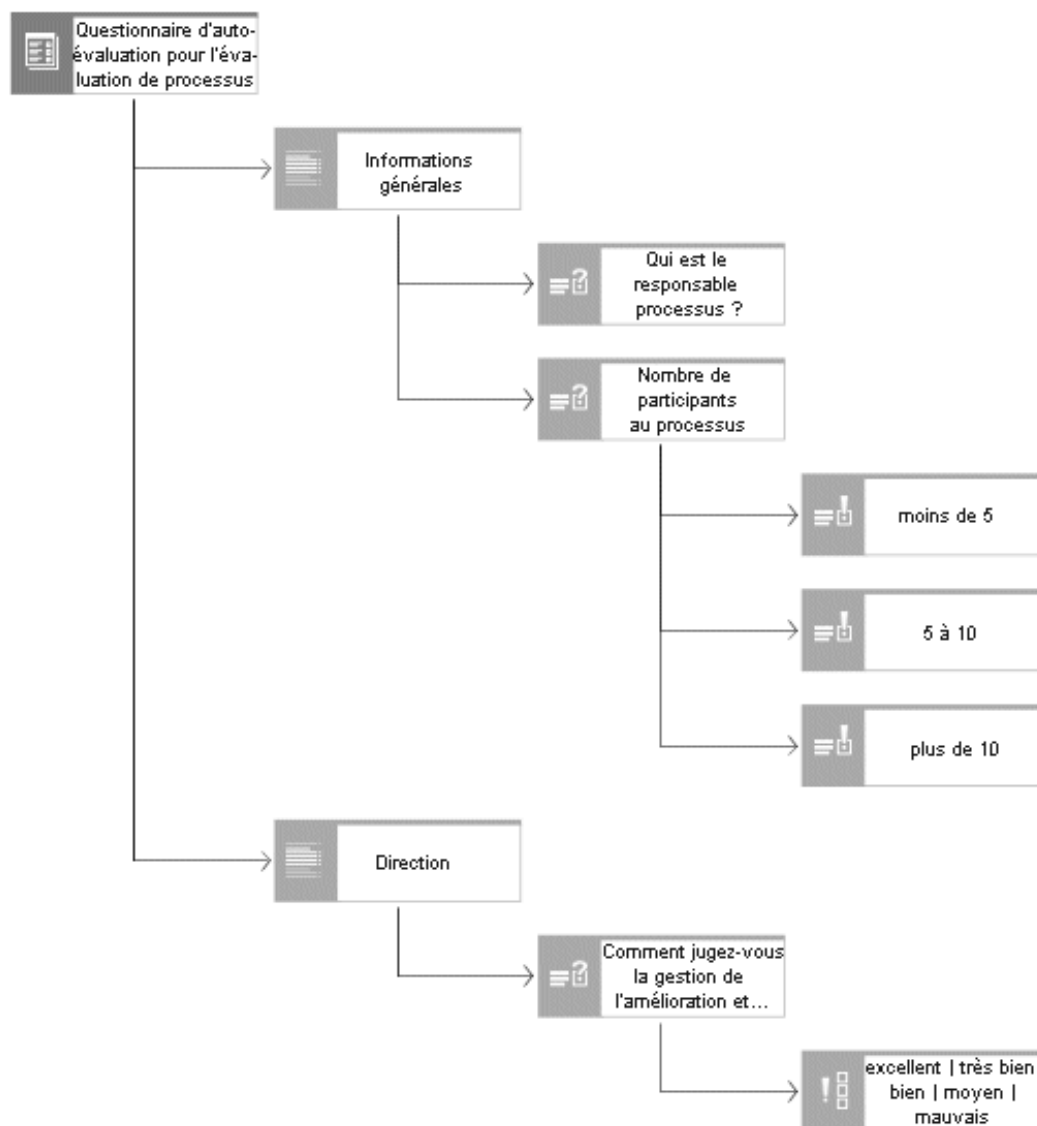 Questionnaire d'auto-
évaluation pour l'éva-
luation de processus
Informations
générales
Qui est le
responsable
processus ?
Nombre de
participants
au processus
moins de 5
5 à 10
plus de 10
Direction
Comment jugez-vous
la gestion de
l'amélioration et...
excellent | très bien
bien | moyen |
mauvais